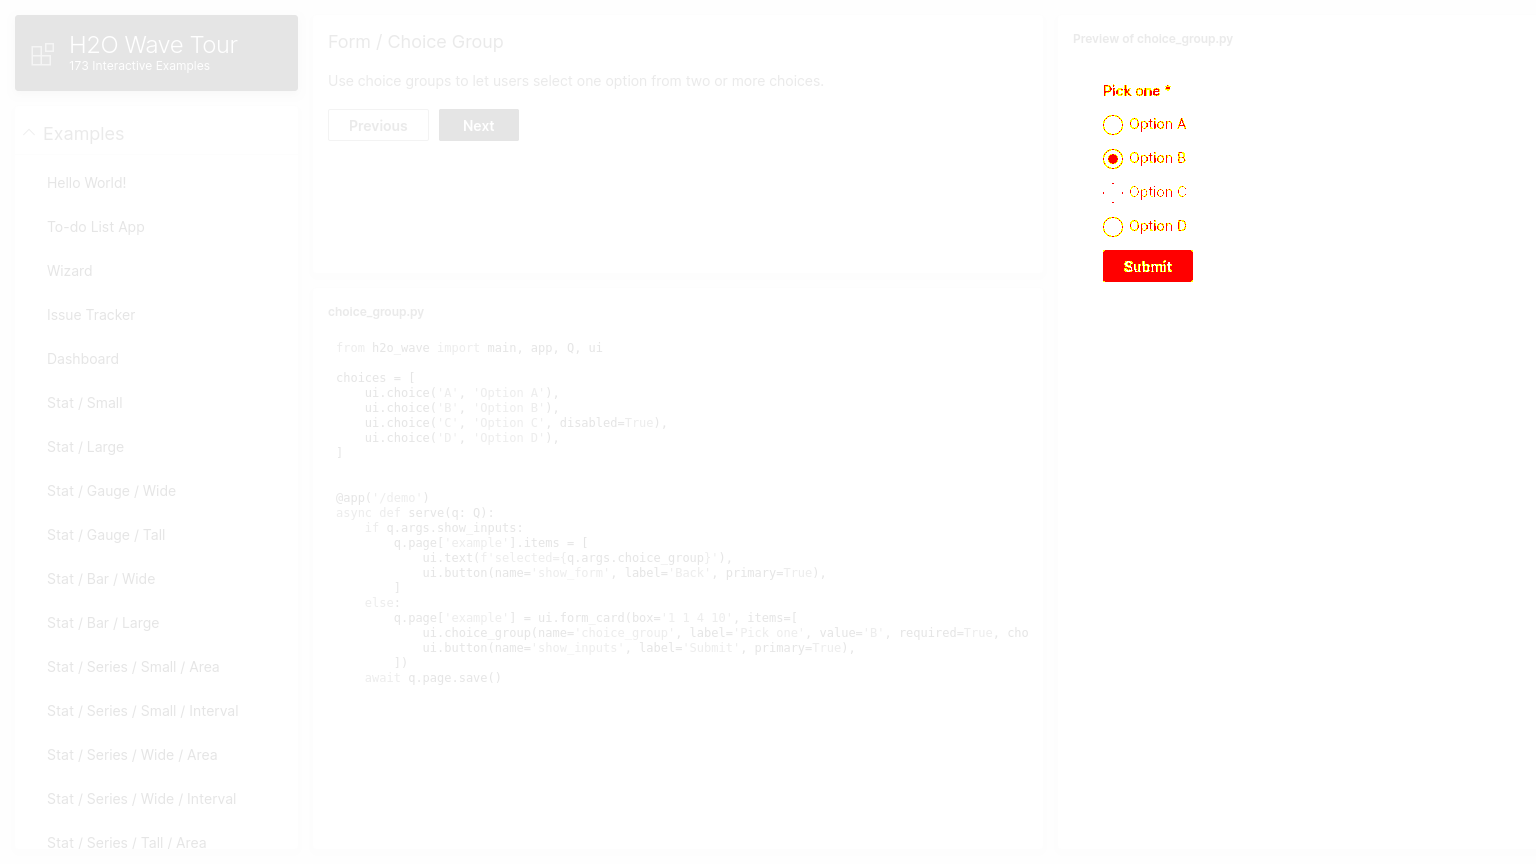 H2O Wave Tour
173 Interactive Examples
Examples
Hello World!
To-do List App
Wizard
Issue Tracker
Dashboard
Stat / Small
Stat / Large
Stat / Gauge / Wide
Stat / Gauge / Tall
Stat / Bar / Wide
Stat / Bar / Large
Stat / Series / Small / Area
Stat / Series / Small / Interval
Stat / Series / Wide / Area
Stat / Series / Wide / Interval
Stat / Series / Tall / Area
Form / Choice Group
Use choice groups to let users select one option from two or more choices.
Previous
Next
choice_group.py
from h2o_wave import main, app, Q, ui
choices = [
    ui.choice('A', 'Option A'),
    ui.choice('B', 'Option B'),
    ui.choice('C', 'Option C', disabled=True),
    ui.choice('D', 'Option D'),
]
@app('/demo')
async def serve(q: Q):
    if q.args.show_inputs:
        q.page['example'].items = [
            ui.text(f'selected={q.args.choice_group}'),
            ui.button(name='show_form', label='Back', primary=True),
        ]
    else:
        q.page['example'] = ui.form_card(box='1 1 4 10', items=[
            ui.choice_group(name='choice_group', label='Pick one', value='B', required=True, cho
            ui.button(name='show_inputs', label='Submit', primary=True),
        ])
    await q.page.save()
Preview of choice_group.py
Pick one *
Option A
Option B
Option C
Option D
Submit